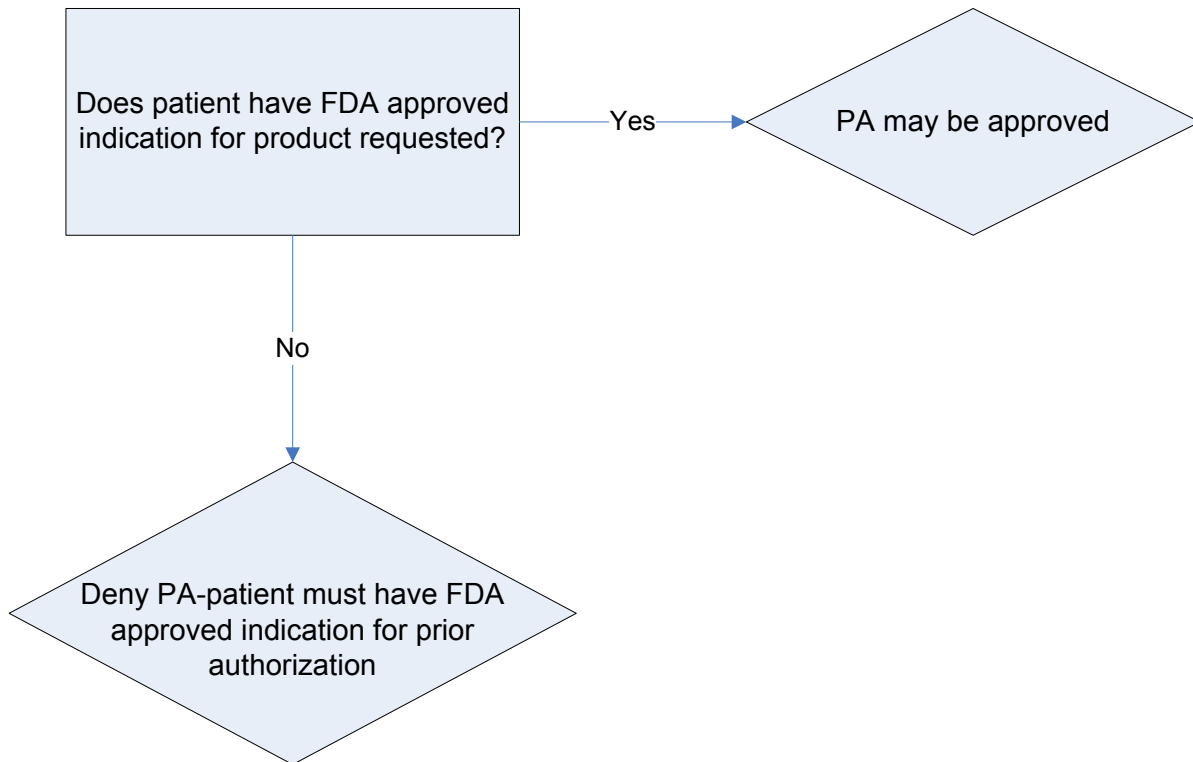 Does patient have FDA approved
indication for product requested?
Yes
PA may be approved
No
Deny PA-patient must have FDA
approved indication for prior
authorization